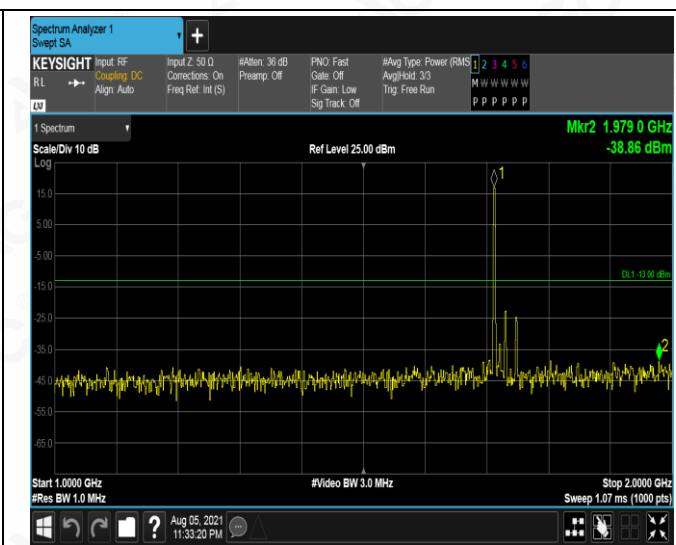 Spectrum Analyzer 1
Swept SA
KEYSIGHT
RL
Input: RF
Coupling: DC
Align: Auto
Input Z: 50 Ω
Corrections: On
Freq Ref: Int (S)
#Atten: 36 dB
Preamp: Off
PNO: Fast
Gate: Off
IF Gain: Low
Sig Track: Off
#Avg Type: Power (RMS
Avg|Hold: 3/3
Trig: Free Run
1 2 3 4 5 6
M W W W W W
P P P P P P
1 Spectrum
Mkr2 1.979 0 GHz
Scale/Div 10 dB
Ref Level 25.00 dBm
-38.86 dBm
Log
1
15.0
5.00
-5.00
DL1 -13.00 dBm
-15.0
-25.0
-35.0
2
-45.0
-55.0
-65.0
Start 1.0000 GHz
#Video BW 3.0 MHz
Stop 2.0000 GHz
#Res BW 1.0 MHz
Sweep 1.07 ms (1000 pts)
?
Aug 05, 2021
11:33:20 PM